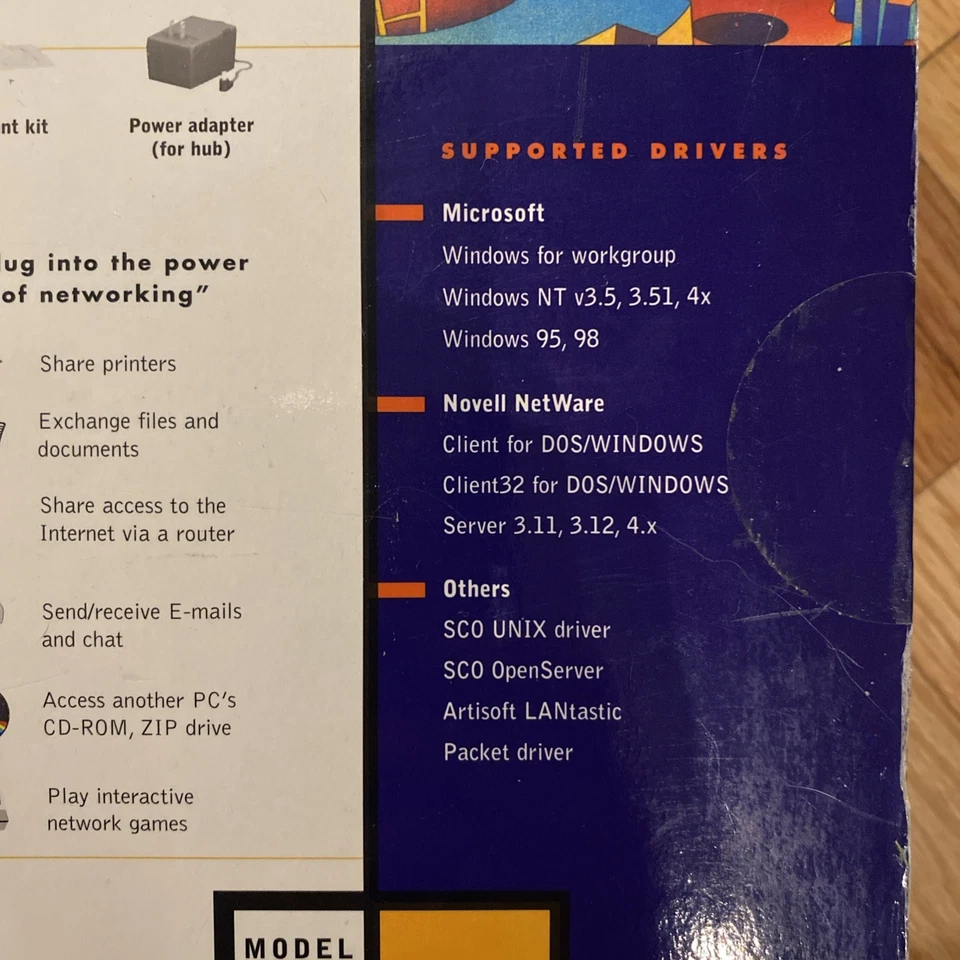 nt kit
Power adapter
(for hub)
lug into the power
of networking”
Share printers
Exchange files and
documents
Share access to the
Internet via a router
Send/receive E-mails
and chat
Access another PC's
CD-ROM, ZIP drive
Play interactive
network games
MODEL
SUPPORTED DRIVERS
Microsoft
Windows for workgroup
Windows NT v3.5, 3.51, 4x
Windows 95, 98
Novell NetWare
Client for DOS/WINDOWS
Client32 for DOS/WINDOWS
Server 3.11, 3.12, 4.x
Others
SCO UNIX driver
SCO OpenServer
Artisoft LANtastic
Packet driver